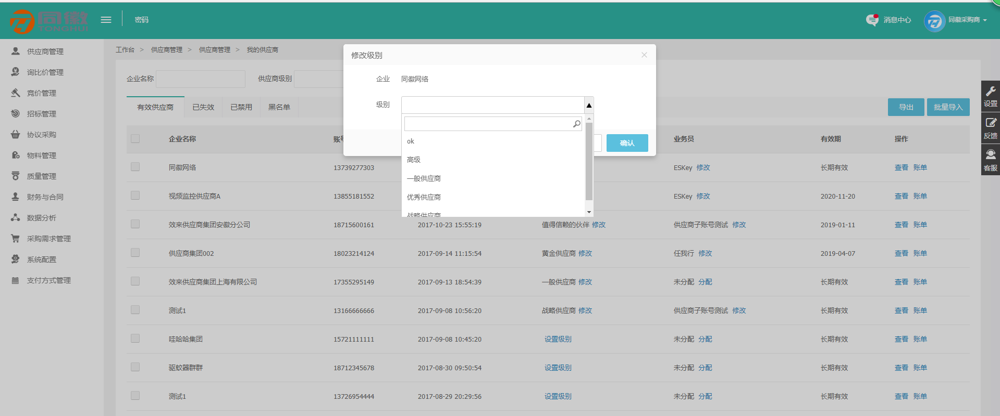 同徽 TONGHUI 密码 消息中心 同徽采购商
供应商管理
询比价管理
竞价管理
招标管理
协议采购
物料管理
质量管理
财务与合同
数据分析
采购需求管理
系统配置
支付方式管理
工作台 > 供应商管理 > 供应商管理 > 我的供应商
企业名称 供应商级别
有效供应商 已失效 已禁用 黑名单 导出 批量导入
修改级别 ×
企业 同徽网络
级别
ok
高级
一般供应商
优秀供应商
战略供应商
确认
企业名称 账号 业务员 有效期 操作
同徽网络 13739277303 ESKey 修改 长期有效 查看 账单
视频监控供应商A 13855181552 ESKey 修改 2020-11-20 查看 账单
效来供应商集团安徽分公司 18715600161 2017-10-23 15:55:19 值得信赖的伙伴 修改 供应商子账号测试 修改 2019-01-11 查看 账单
供应商集团002 18023214124 2017-09-14 11:15:54 黄金供应商 修改 任我行 修改 2019-04-07 查看 账单
效来供应商集团上海有限公司 17355295149 2017-09-13 18:54:39 一般供应商 修改 未分配 分配 长期有效 查看 账单
测试1 13166666666 2017-09-08 10:56:20 战略供应商 修改 供应商子账号测试 修改 长期有效 查看 账单
哇哈哈集团 15721111111 2017-09-08 10:45:20 设置级别 未分配 分配 长期有效 查看 账单
驱蚊器群群 18712345678 2017-08-30 09:50:54 设置级别 未分配 分配 长期有效 查看 账单
测试1 13726954444 2017-08-29 20:29:56 设置级别 未分配 分配 长期有效 查看 账单
设置
反馈
客服